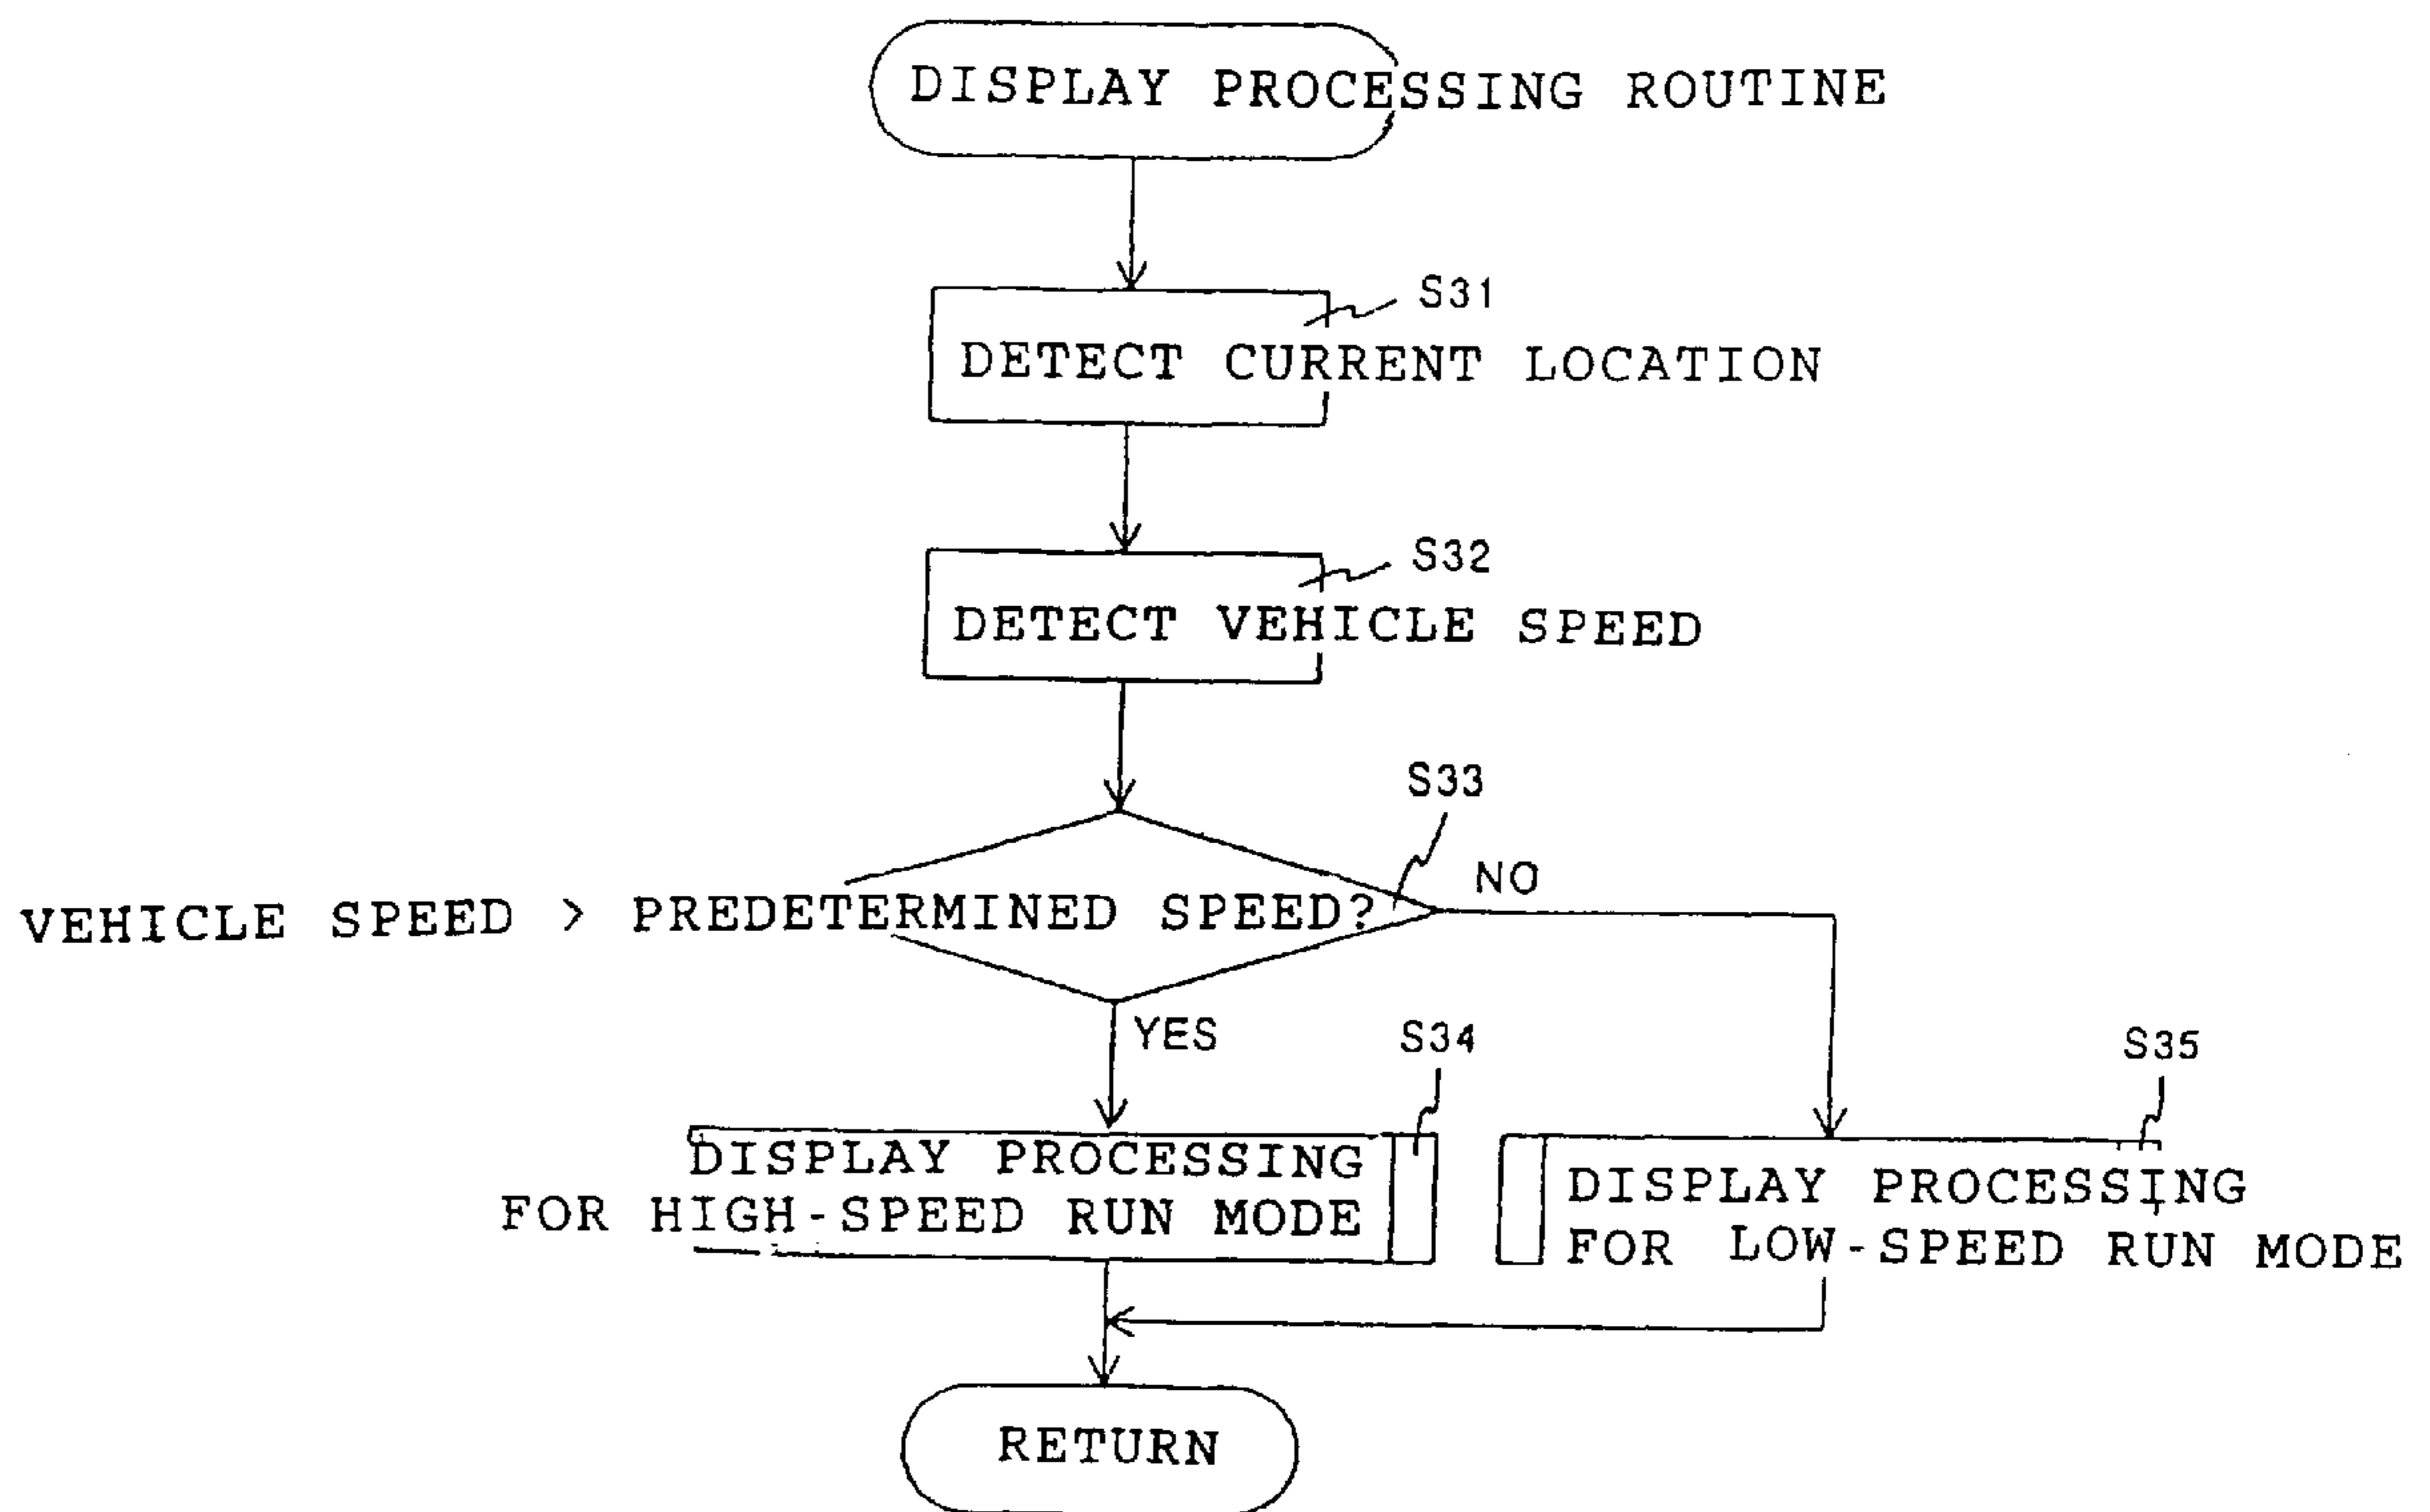 DISPLAY PROCESSING ROUTINE
S31
DETECT CURRENT LOCATION
S32
DETECT VEHICLE SPEED
S33
NO
VEHICLE SPEED > PREDETERMINED SPEED?
YES
S34
S35
DISPLAY PROCESSING
FOR HIGH-SPEED RUN MODE
DISPLAY PROCESSING
FOR LOW-SPEED RUN MODE
RETURN